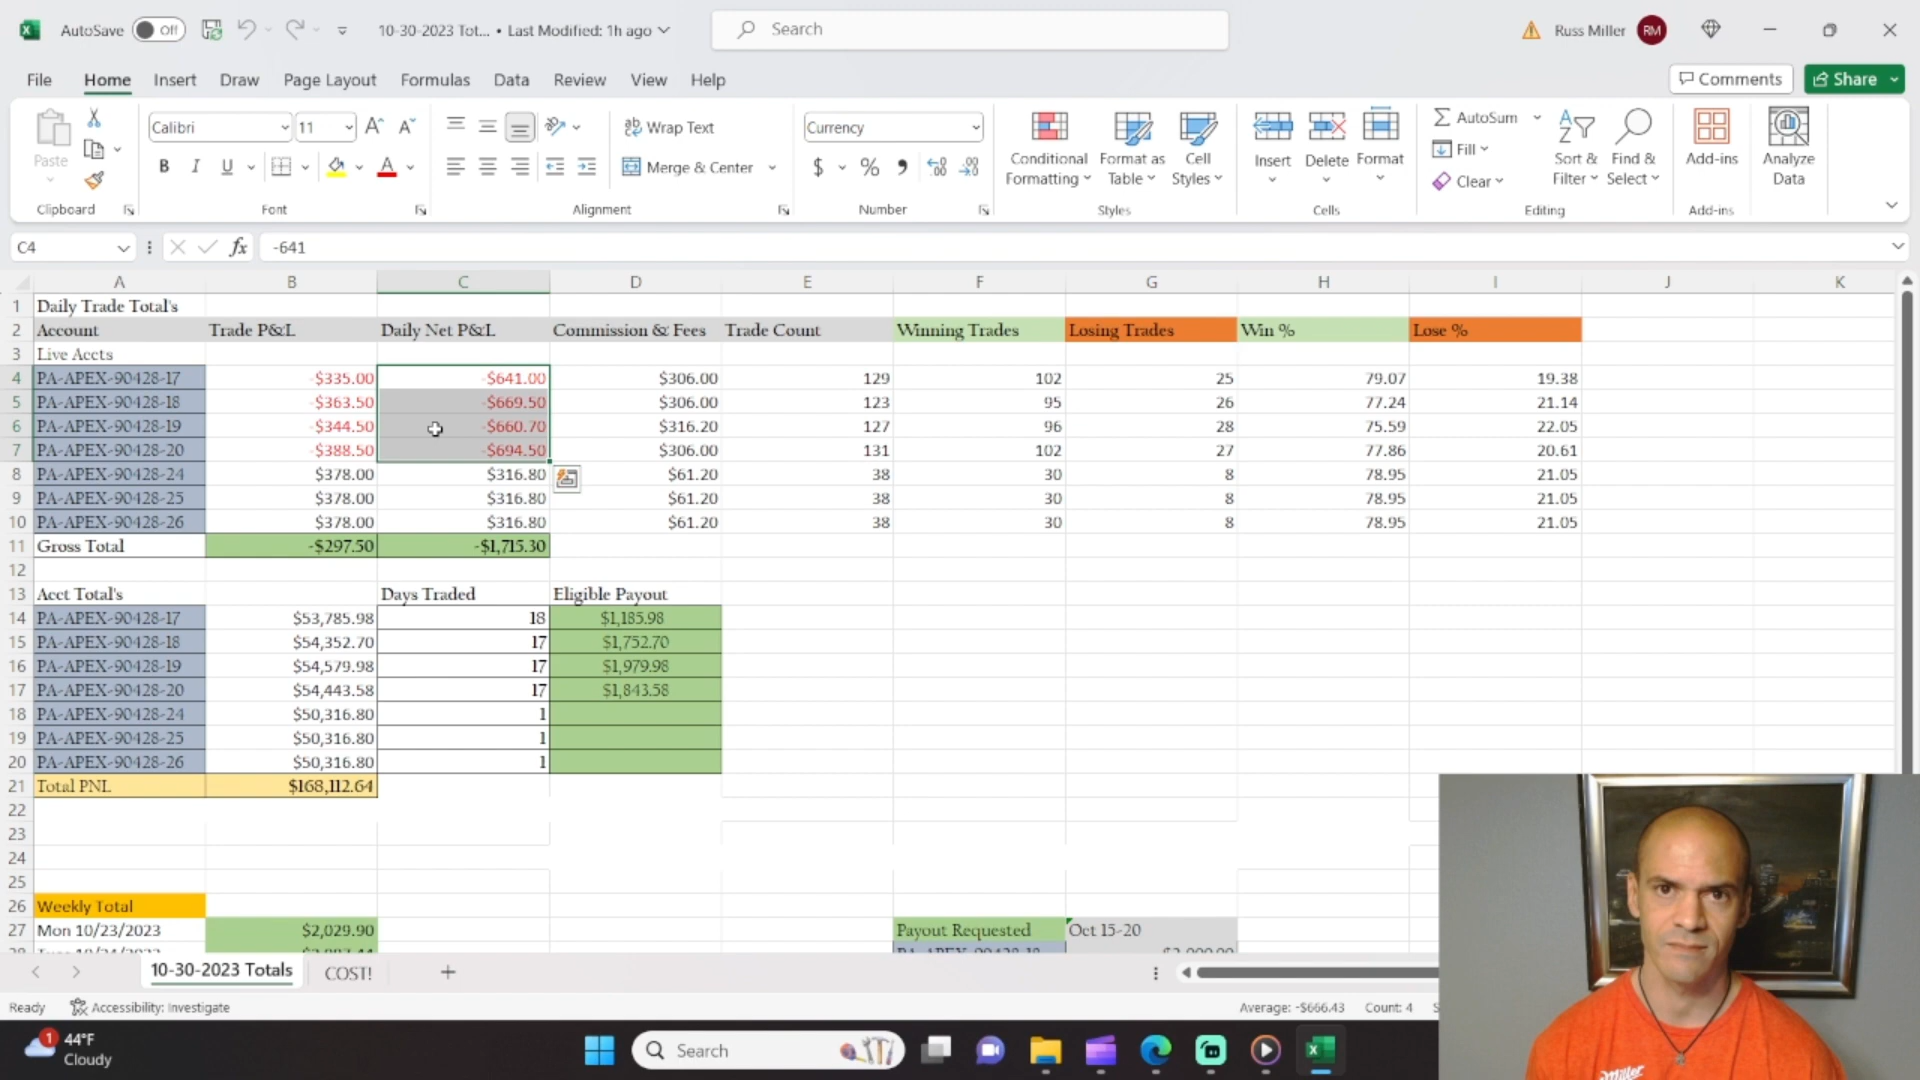 AutoSave Off 10-30-2023 Tot... • Last Modified: 1h ago Search Russ Miller RM
File Home Insert Draw Page Layout Formulas Data Review View Help Comments Share
Paste Calibri 11 Wrap Text Currency Conditional Formatting Format as Table Cell Styles Insert Delete Format AutoSum Fill Clear Sort & Filter Find & Select Add-ins Analyze Data
B I U A Merge & Center $ %
Clipboard Font Alignment Number Styles Cells Editing Add-ins
C4 fx -641
A B C D E F G H I J K
1 Daily Trade Total's
2 Account Trade P&L Daily Net P&L Commission & Fees Trade Count Winning Trades Losing Trades Win % Lose %
3 Live Accts
4 PA-APEX-90428-17 -$335.00 -$641.00 $306.00 129 102 25 79.07 19.38
5 PA-APEX-90428-18 -$363.50 -$669.50 $306.00 123 95 26 77.24 21.14
6 PA-APEX-90428-19 -$344.50 -$660.70 $316.20 127 96 28 75.59 22.05
7 PA-APEX-90428-20 -$388.50 -$694.50 $306.00 131 102 27 77.86 20.61
8 PA-APEX-90428-24 $378.00 $316.80 $61.20 38 30 8 78.95 21.05
9 PA-APEX-90428-25 $378.00 $316.80 $61.20 38 30 8 78.95 21.05
10 PA-APEX-90428-26 $378.00 $316.80 $61.20 38 30 8 78.95 21.05
11 Gross Total -$297.50 -$1,715.30
12
13 Acct Total's Days Traded Eligible Payout
14 PA-APEX-90428-17 $53,785.98 18 $1,185.98
15 PA-APEX-90428-18 $54,352.70 17 $1,752.70
16 PA-APEX-90428-19 $54,579.98 17 $1,979.98
17 PA-APEX-90428-20 $54,443.58 17 $1,843.58
18 PA-APEX-90428-24 $50,316.80 1
19 PA-APEX-90428-25 $50,316.80 1
20 PA-APEX-90428-26 $50,316.80 1
21 Total PNL $168,112.64
22
23
24
25
26 Weekly Total
27 Mon 10/23/2023 $2,029.90 Payout Requested Oct 15-20
10-30-2023 Totals COST! +
Ready Accessibility: Investigate Average: -$666.43 Count: 4
1 44°F
Cloudy
Search
Miller